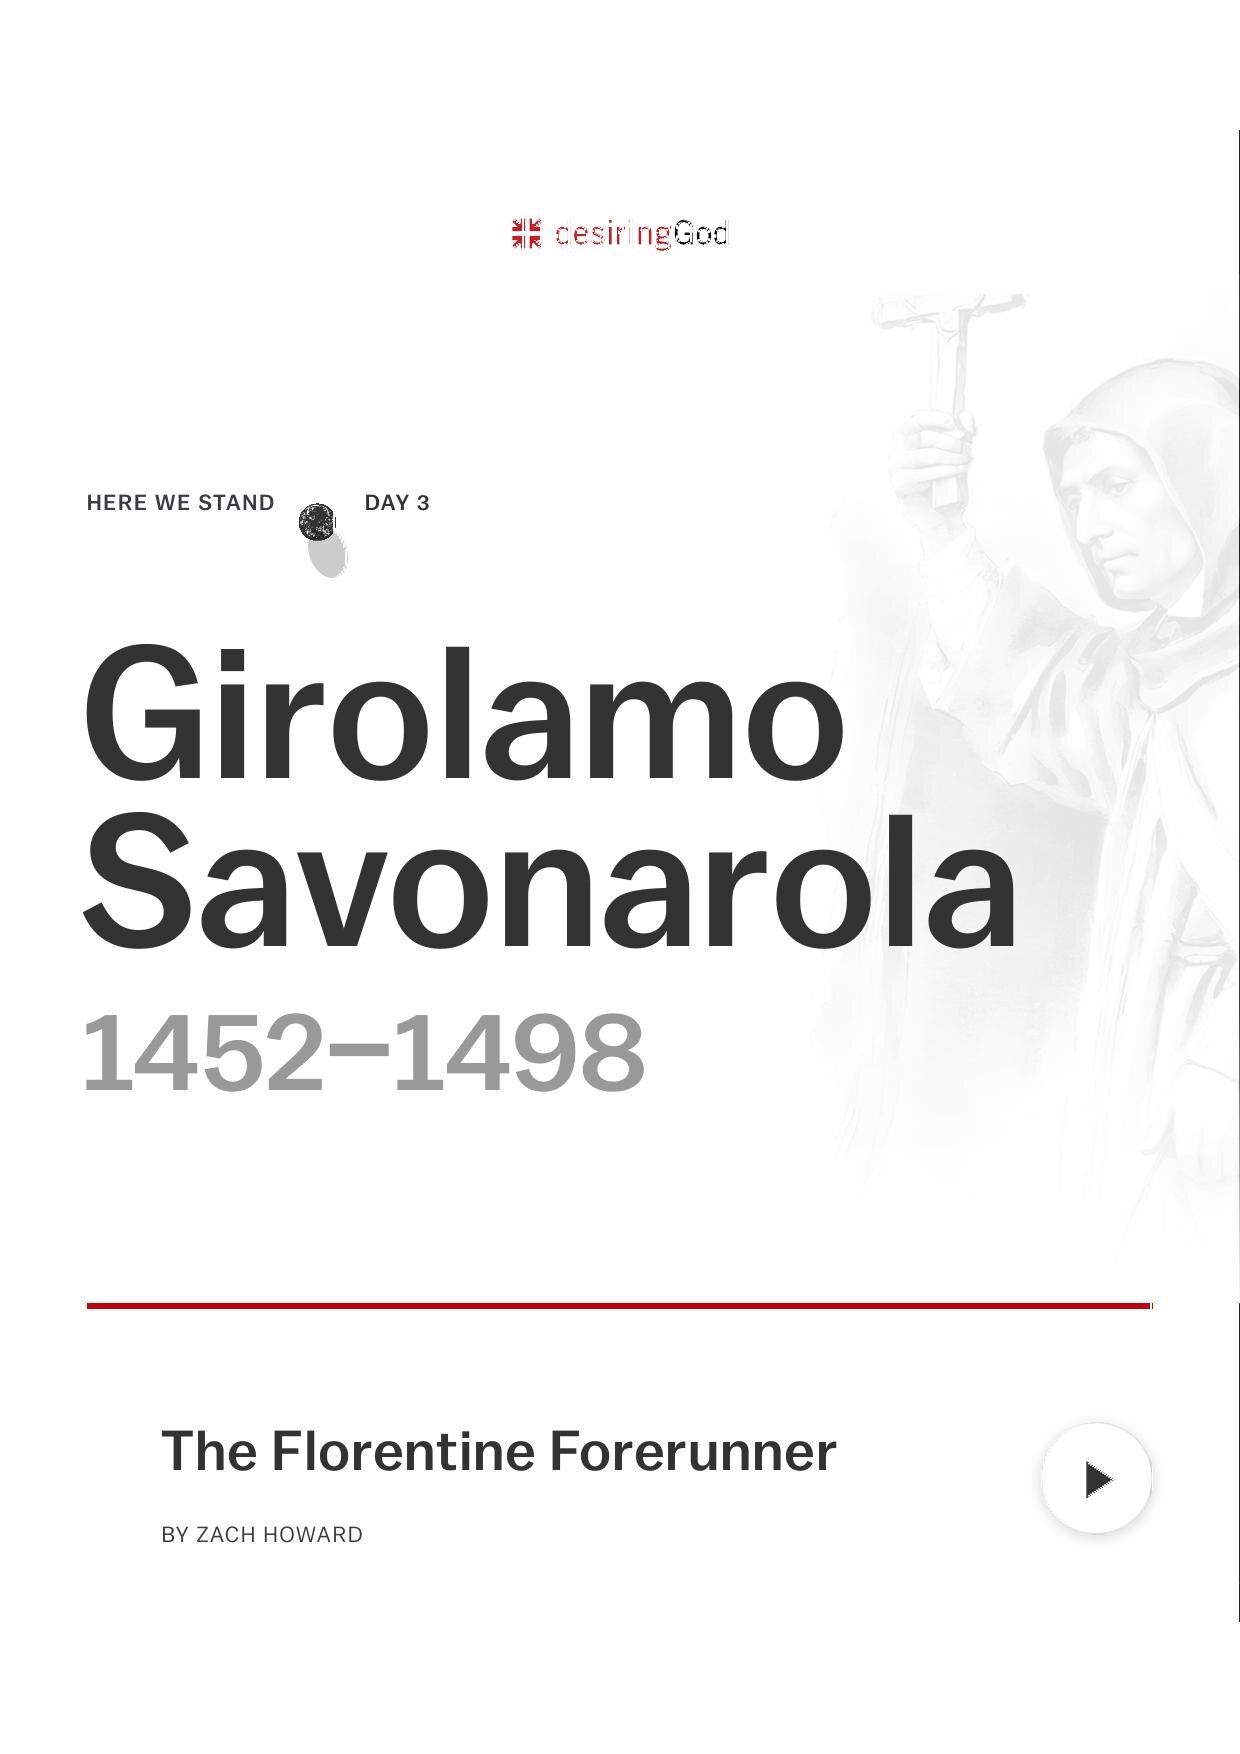 desiringGod
HERE WE STAND DAY 3
Girolamo
Savonarola
1452–1498
The Florentine Forerunner
BY ZACH HOWARD